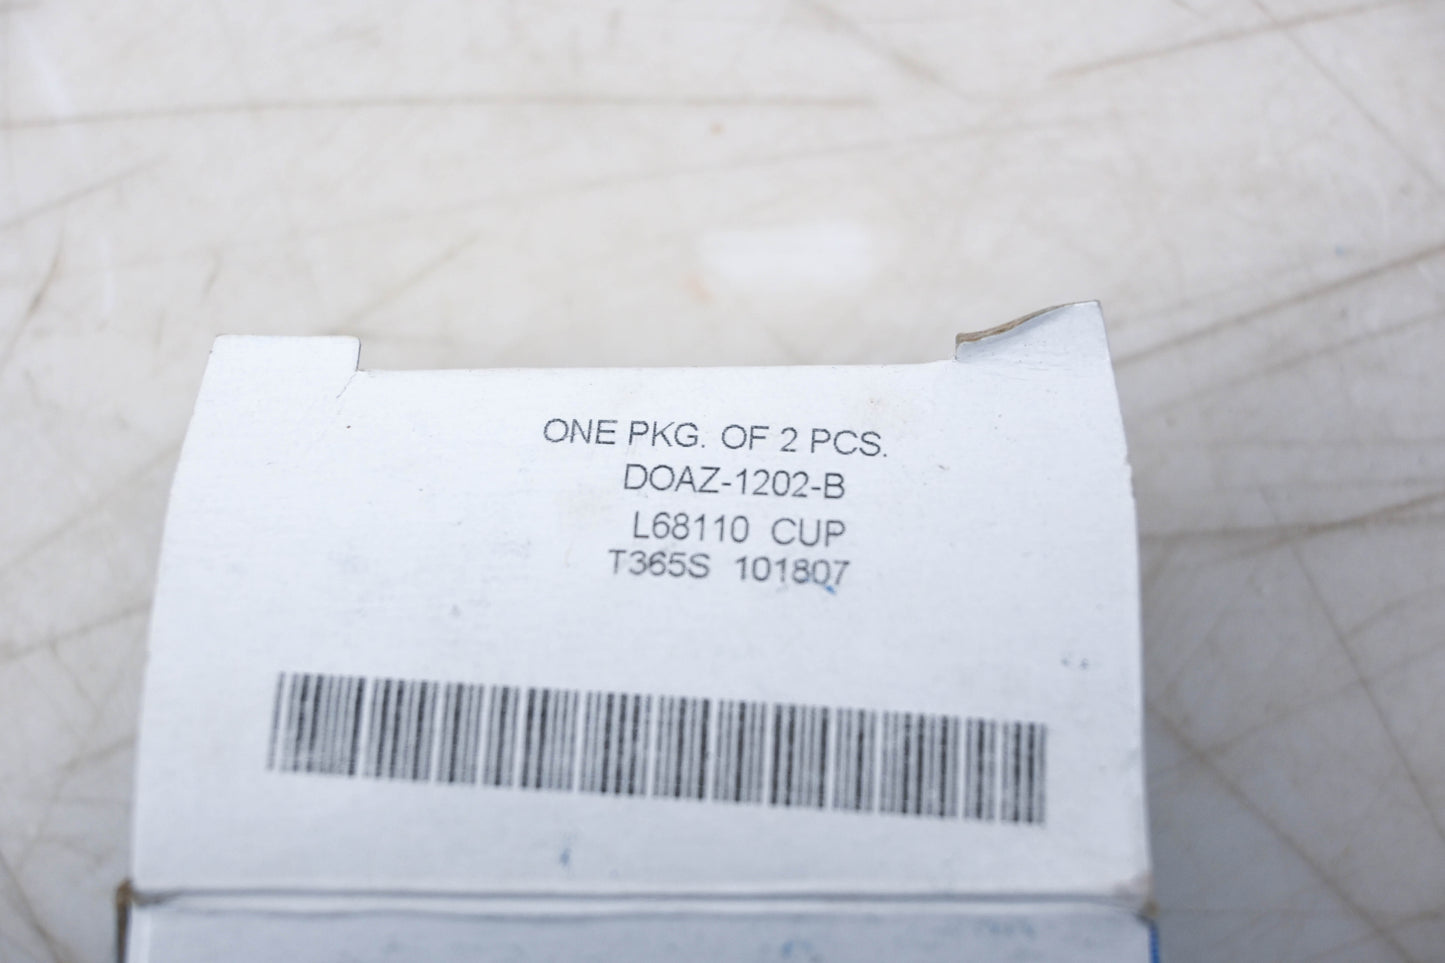 ONE PKG. OF 2 PCS.
DOAZ-1202-B
L68110 CUP
T365S 101807